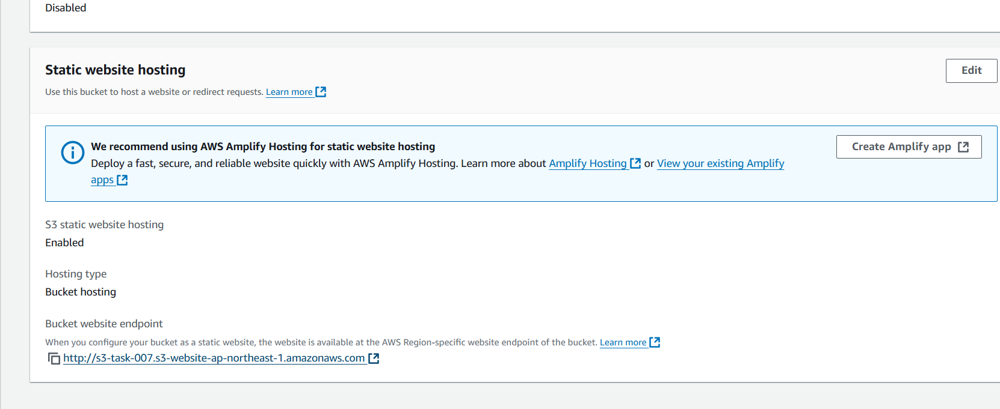 Disabled
Static website hosting
Edit
Use this bucket to host a website or redirect requests. Learn more
We recommend using AWS Amplify Hosting for static website hosting
Create Amplify app
Deploy a fast, secure, and reliable website quickly with AWS Amplify Hosting. Learn more about Amplify Hosting or View your existing Amplify
apps
S3 static website hosting
Enabled
Hosting type
Bucket hosting
Bucket website endpoint
When you configure your bucket as a static website, the website is available at the AWS Region-specific website endpoint of the bucket. Learn more
http://s3-task-007.s3-website-ap-northeast-1.amazonaws.com